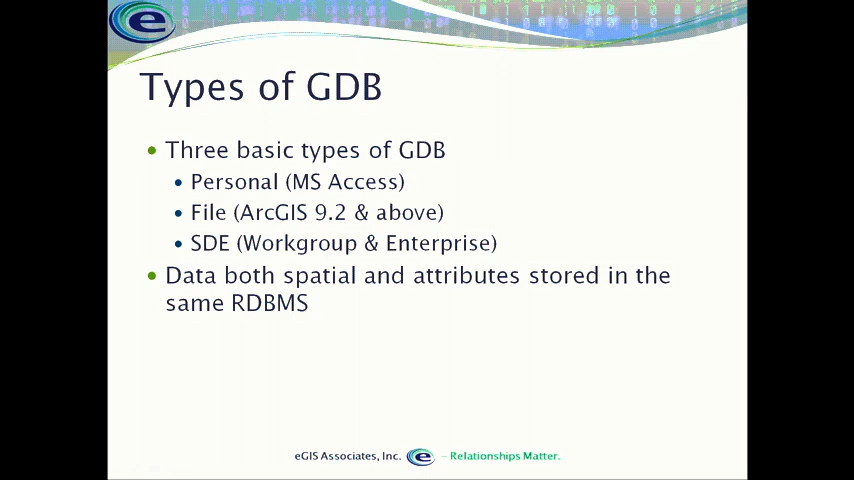 Types of GDB
• Three basic types of GDB
• Personal (MS Access)
• File (ArcGIS 9.2 & above)
• SDE (Workgroup & Enterprise)
• Data both spatial and attributes stored in the
same RDBMS
eGIS Associates, Inc. e – Relationships Matter.